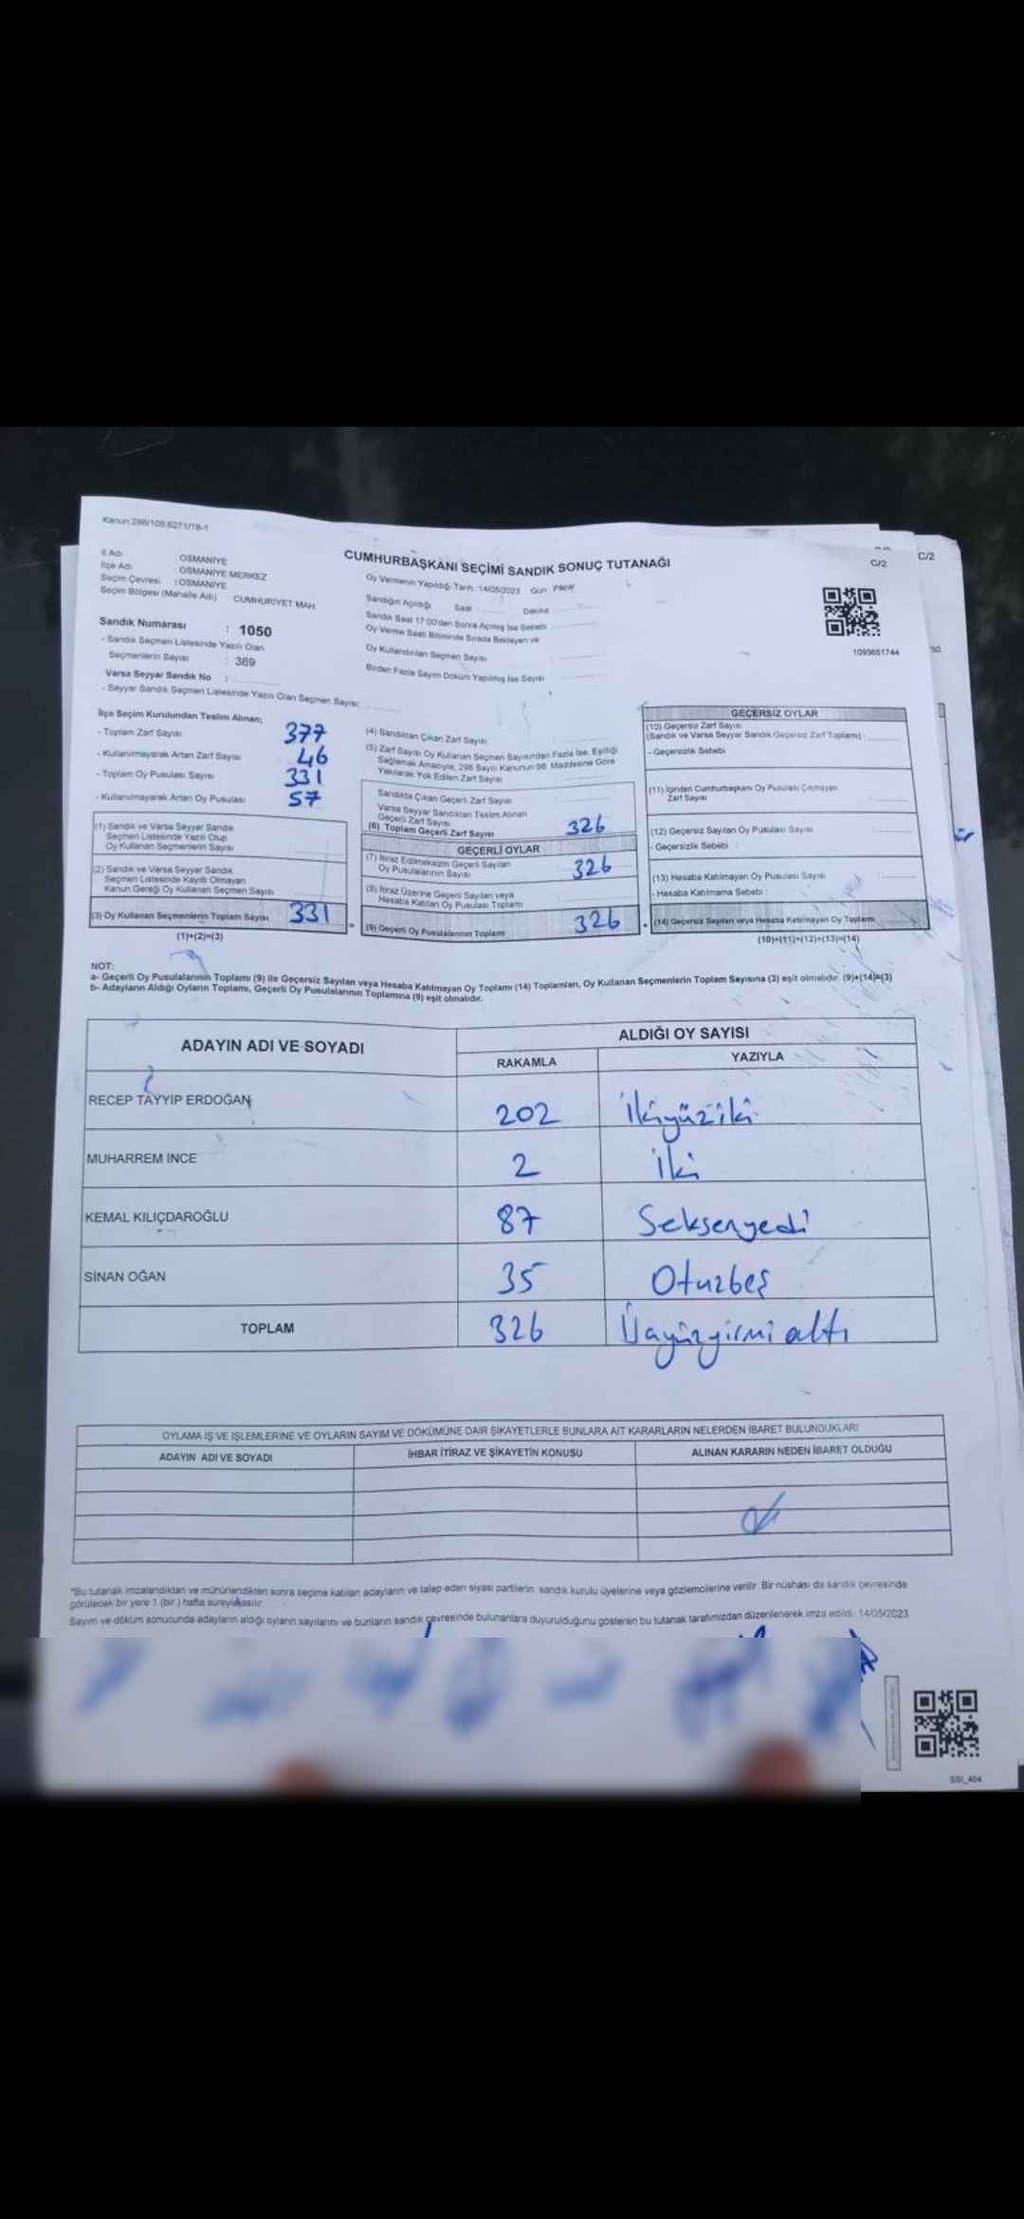 Kanun:298/105,6271/18-1
C/2
C/2
İl Adı : OSMANİYE
İlçe Adı : OSMANİYE MERKEZ
Seçim Çevresi : OSMANİYE
Seçim Bölgesi (Mahalle Adı) CUMHURİYET MAH
CUMHURBAŞKANI SEÇİMİ SANDIK SONUÇ TUTANAĞI
Oy Vermenin Yapıldığı Tarih :14/05/2023 Gün Pazar
Sandığın Açıldığı Saat Dakika
Sandık Saat 17.00'den Sonra Açılmış İse Sebebi
Oy Verme Saati Bitiminde Sırada Bekleyen ve
Oy Kullandırılan Seçmen Sayısı
Birden Fazla Sayım Döküm Yapılmış İse Sayısı
1093651744
Sandık Numarası : 1050
- Sandık Seçmen Listesinde Yazılı Olan
Seçmenlerin Sayısı : 369
Varsa Seyyar Sandık No :
- Seyyar Sandık Seçmen Listesinde Yazılı Olan Seçmen Sayısı:
İlçe Seçim Kurulundan Teslim Alınan;
- Toplam Zarf Sayısı 377
- Kullanılmayarak Artan Zarf Sayısı 46
- Toplam Oy Pusulası Sayısı 331
- Kullanılmayarak Artan Oy Pusulası 57
(1) Sandık ve Varsa Seyyar Sandık
Seçmen Listesinde Yazılı Olup
Oy Kullanan Seçmenlerin Sayısı
(2) Sandık ve Varsa Seyyar Sandık
Seçmen Listesinde Kayıtlı Olmayan
Kanun Gereği Oy Kullanan Seçmen Sayısı
(3) Oy Kullanan Seçmenlerin Toplam Sayısı 331
(1)+(2)=(3)
(4) Sandıktan Çıkan Zarf Sayısı
(5) Zarf Sayısı Oy Kullanan Seçmen Sayısından Fazla İse, Eşitliği
Sağlamak Amacıyla, 298 Sayılı Kanunun 98. Maddesine Göre
Yakılarak Yok Edilen Zarf Sayısı
Sandıkta Çıkan Geçerli Zarf Sayısı
Varsa Seyyar Sandıktan Teslim Alınan
Geçerli Zarf Sayısı
(6) Toplam Geçerli Zarf Sayısı 326
GEÇERLİ OYLAR
(7) İtiraz Edilmeksizin Geçerli Sayılan
Oy Pusulalarının Sayısı 326
(8) İtiraz Üzerine Geçerli Sayılan veya
Hesaba Katılan Oy Pusulası Toplamı
(9) Geçerli Oy Pusulalarının Toplamı 326
GEÇERSİZ OYLAR
(10) Geçersiz Zarf Sayısı
(Sandık ve Varsa Seyyar Sandık Geçersiz Zarf Toplamı)
- Geçersizlik Sebebi
(11) İçinden Cumhurbaşkanı Oy Pusulası Çıkmayan
Zarf Sayısı
(12) Geçersiz Sayılan Oy Pusulası Sayısı
- Geçersizlik Sebebi :
(13) Hesaba Katılmayan Oy Pusulası Sayısı
- Hesaba Katılmama Sebebi :
(14) Geçersiz Sayılan veya Hesaba Katılmayan Oy Toplamı
(10)+(11)+(12)+(13)=(14)
NOT:
a- Geçerli Oy Pusulalarının Toplamı (9) ile Geçersiz Sayılan veya Hesaba Katılmayan Oy Toplamı (14) Toplamları, Oy Kullanan Seçmenlerin Toplam Sayısına (3) eşit olmalıdır. (9)+(14)=(3)
b- Adayların Aldığı Oyların Toplamı, Geçerli Oy Pusulalarının Toplamına (9) eşit olmalıdır.
ADAYIN ADI VE SOYADI
ALDIĞI OY SAYISI
RAKAMLA YAZIYLA
RECEP TAYYİP ERDOĞAN 202 İkiyüziki
MUHARREM İNCE 2 İki
KEMAL KILIÇDAROĞLU 87 Seksenyedi
SİNAN OĞAN 35 Otuzbeş
TOPLAM 326 Üçyüzyirmi altı
OYLAMA İŞ VE İŞLEMLERİNE VE OYLARIN SAYIM VE DÖKÜMÜNE DAİR ŞİKAYETLERLE BUNLARA AİT KARARLARIN NELERDEN İBARET BULUNDUKLARI
ADAYIN ADI VE SOYADI İHBAR İTİRAZ VE ŞİKAYETİN KONUSU ALINAN KARARIN NEDEN İBARET OLDUĞU
*Bu tutanak imzalandıktan ve mühürlendikten sonra seçime katılan adayların ve talep eden siyasi partilerin sandık kurulu üyelerine veya gözlemcilerine verilir. Bir nüshası da sandık çevresinde
görülecek bir yere 1 (bir ) hafta süreyle asılır.
Sayım ve döküm sonucunda adayların aldığı oyların sayılarını ve bunların sandık çevresinde bulunanlara duyurulduğunu gösteren bu tutanak tarafımızdan düzenlenerek imza edildi. 14/05/2023
SSI_404